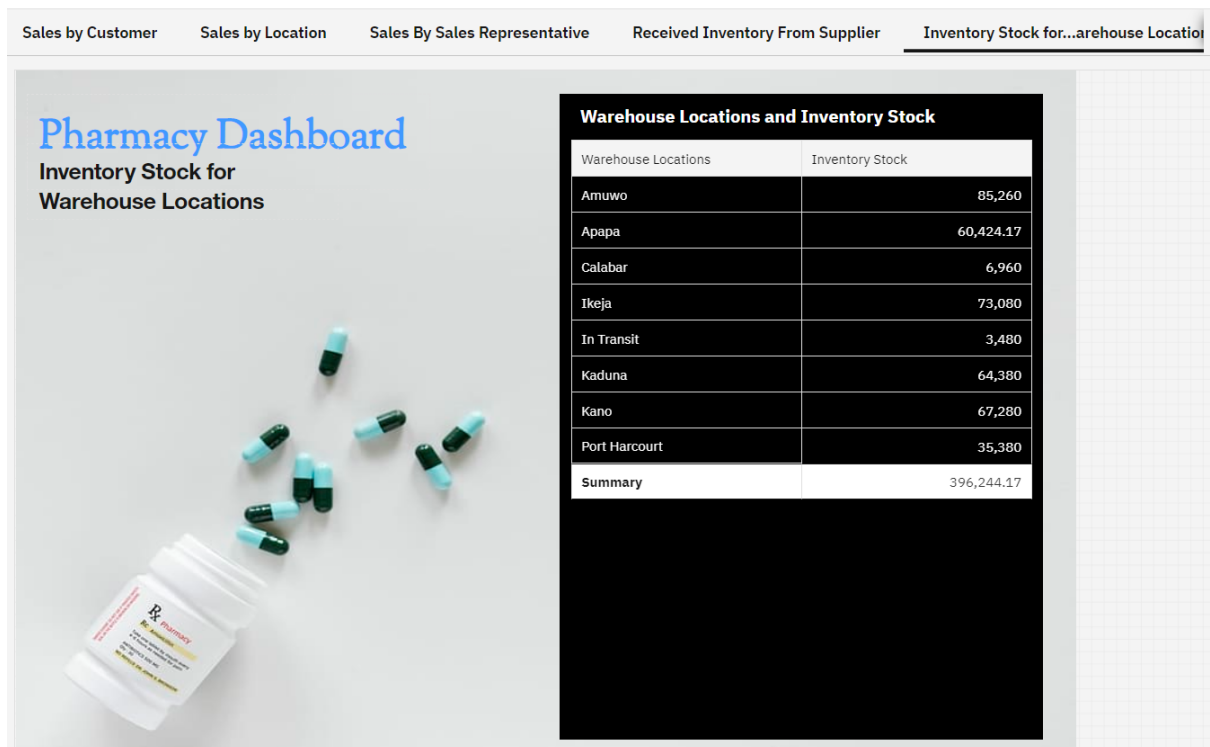 Sales by Customer
Sales by Location
Sales By Sales Representative
Received Inventory From Supplier
Inventory Stock for...arehouse Location
Pharmacy Dashboard
Inventory Stock for
Warehouse Locations
Warehouse Locations and Inventory Stock
Warehouse Locations Inventory Stock
Amuwo 85,260
Apapa 60,424.17
Calabar 6,960
Ikeja 73,080
In Transit 3,480
Kaduna 64,380
Kano 67,280
Port Harcourt 35,380
Summary 396,244.17
Rx
Pharmacy